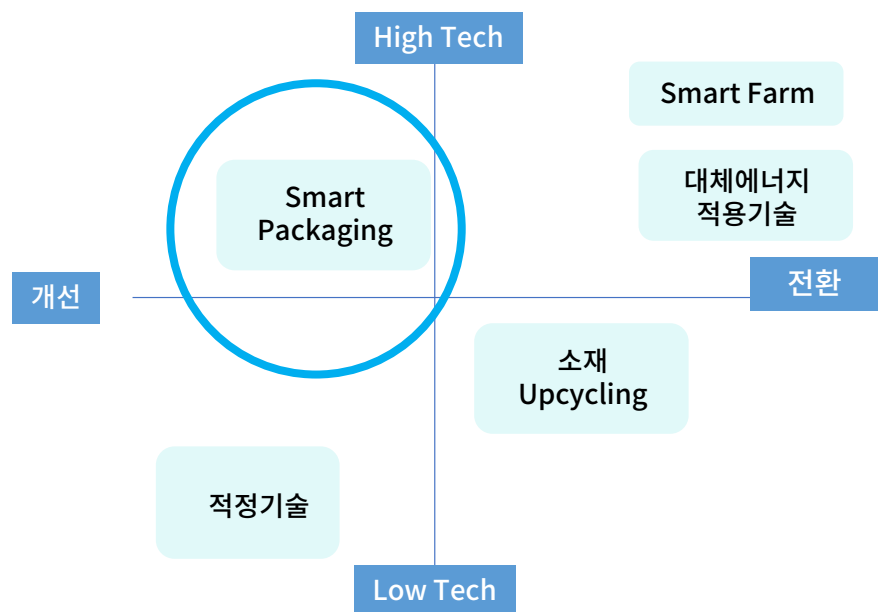 High Tech
Smart Farm
Smart
Packaging
대체에너지
적용기술
개선
전환
소재
Upcycling
적정기술
Low Tech